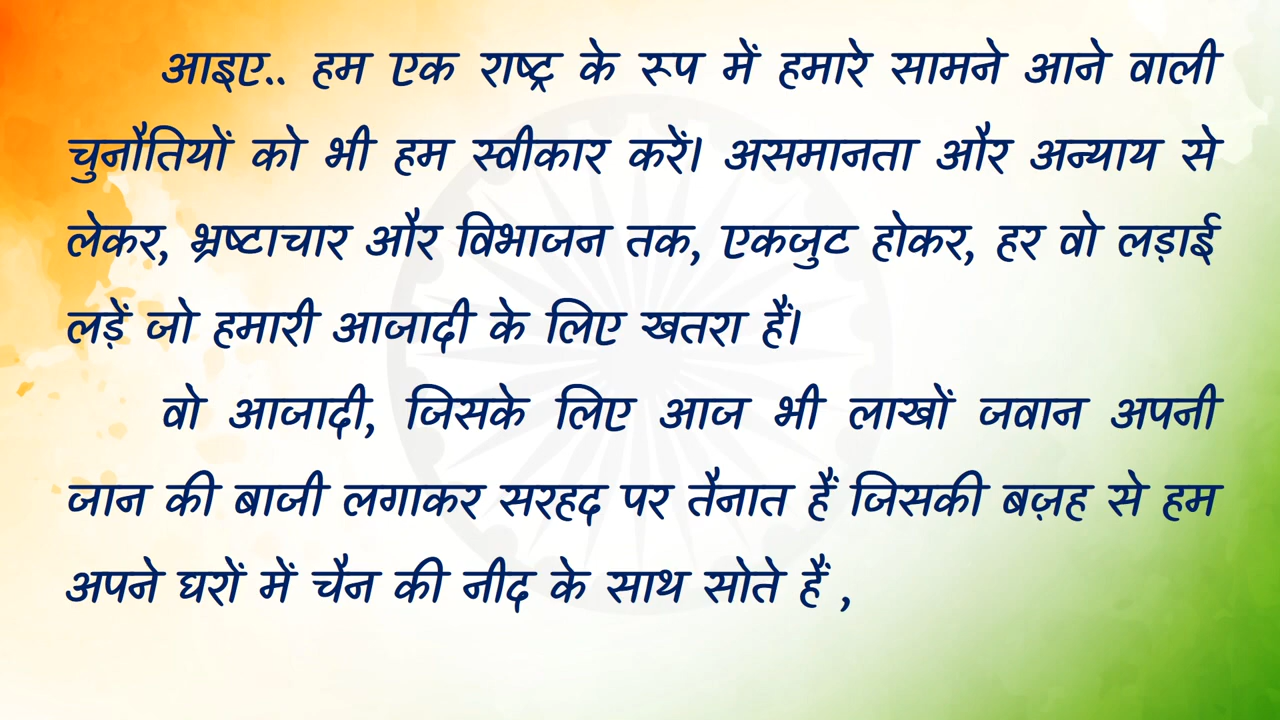 आइए.. हम एक राष्ट्र के रूप में हमारे सामने आने वाली
चुनौतियों को भी हम स्वीकार करें। असमानता और अन्याय से
लेकर, भ्रष्टाचार और विभाजन तक, एकजुट होकर, हर वो लड़ाई
लड़ें जो हमारी आजादी के लिए खतरा हैं।
वो आजादी, जिसके लिए आज भी लाखों जवान अपनी
जान की बाजी लगाकर सरहद पर तैनात हैं जिसकी बज़ह से हम
अपने घरों में चैन की नीद के साथ सोते हैं ,